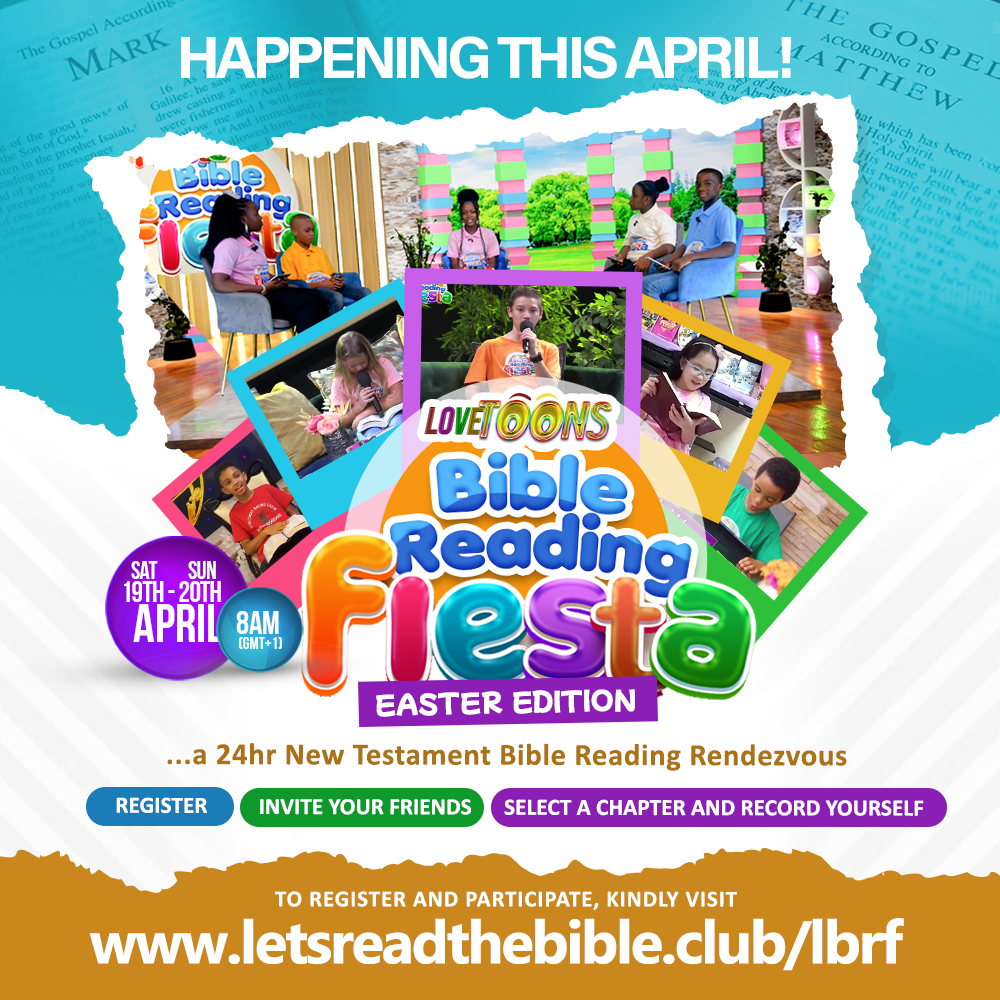 The Gospel According
MARK
THE GOSPEL
ACCORDING TO
MATTHEW
HAPPENING THIS APRIL!
Bible
Reading
Fiesta
LOVETOONS
Bible
Reading
Fiesta
EASTER EDITION
SAT SUN
19TH - 20TH
APRIL
8AM
(GMT+1)
...a 24hr New Testament Bible Reading Rendezvous
REGISTER
INVITE YOUR FRIENDS
SELECT A CHAPTER AND RECORD YOURSELF
TO REGISTER AND PARTICIPATE, KINDLY VISIT
www.letsreadthebible.club/lbrf